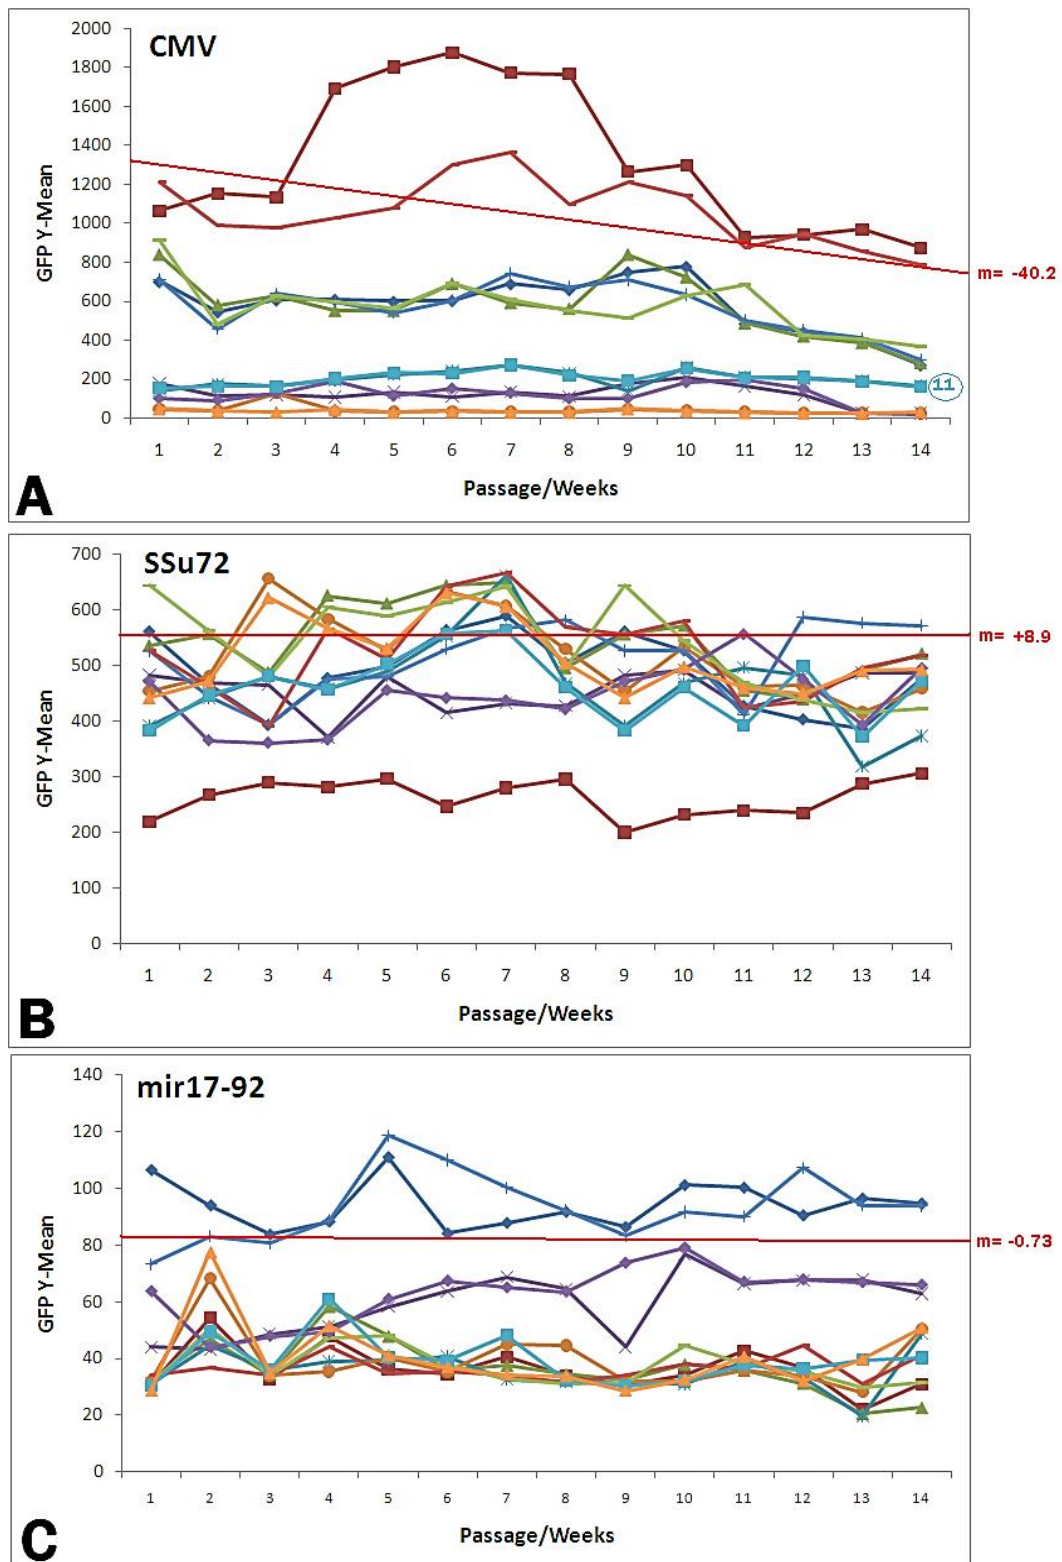 CMV
2000
1800
1600
1400
1200
1000
800
600
400
200
0
GFP Y-Mean
1 2 3 4 5 6 7 8 9 10 11 12 13 14
Passage/Weeks
m= -40.2
11
A
SSu72
700
600
500
400
300
200
100
0
GFP Y-Mean
1 2 3 4 5 6 7 8 9 10 11 12 13 14
Passage/Weeks
m= +8.9
B
mir17-92
140
120
100
80
60
40
20
0
GFP Y-Mean
1 2 3 4 5 6 7 8 9 10 11 12 13 14
Passage/Weeks
m= -0.73
C